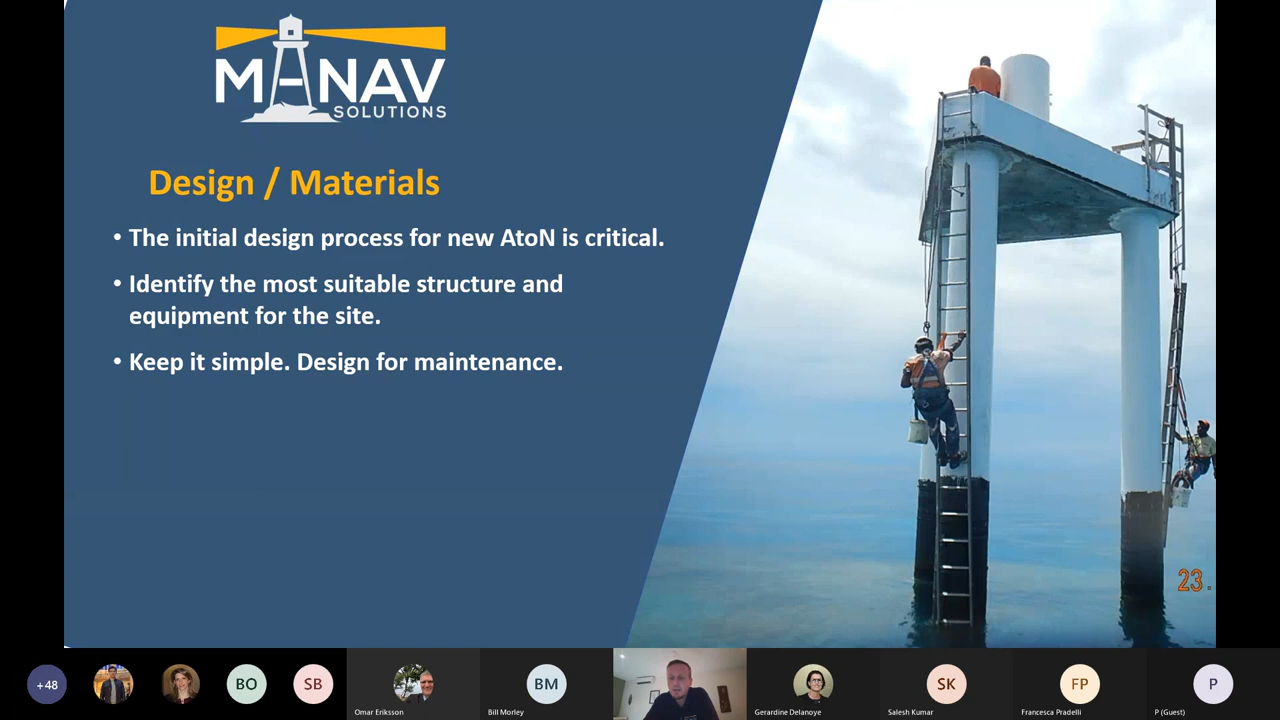 MANAV
SOLUTIONS
Design / Materials
• The initial design process for new AtoN is critical.
• Identify the most suitable structure and
equipment for the site.
• Keep it simple. Design for maintenance.
23.
+48
BO
SB
Omar Eriksson
BM
Bill Morley
Gerardine Delanoye
SK
Salesh Kumar
FP
Francesca Pradelli
P
P (Guest)